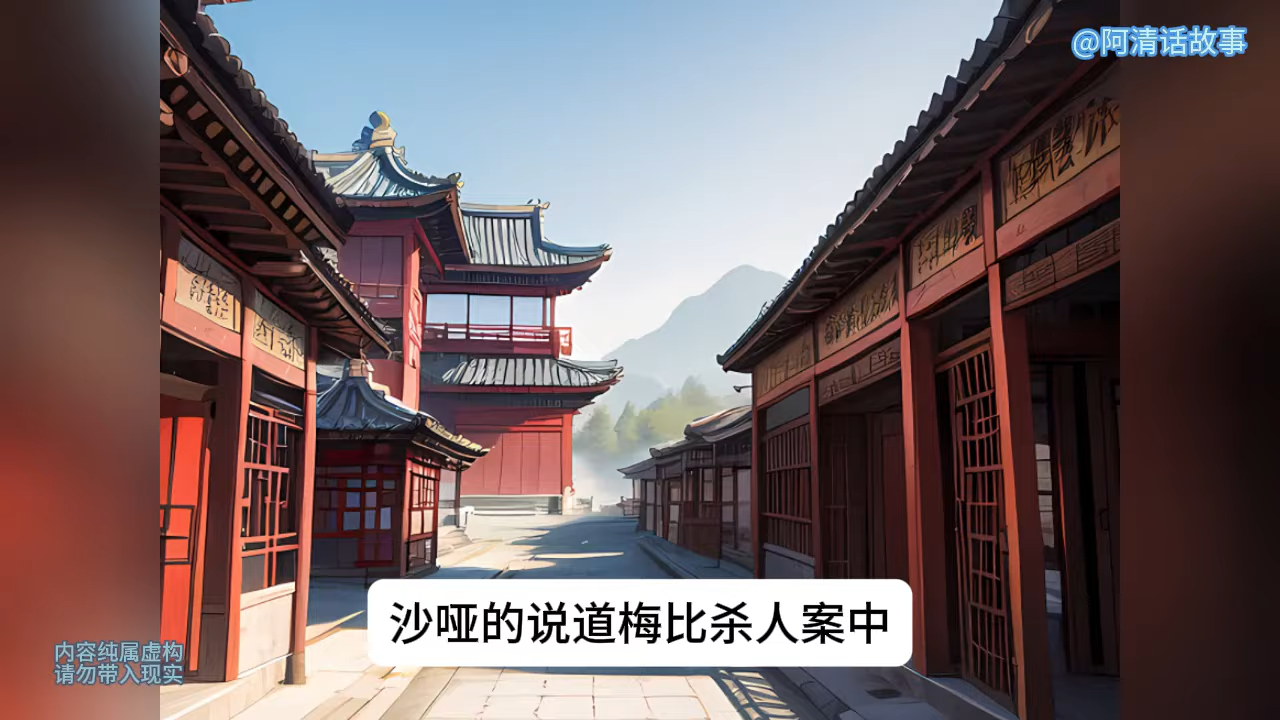 @阿清话故事
沙哑的说道梅比杀人案中
内容纯属虚构
请勿带入现实